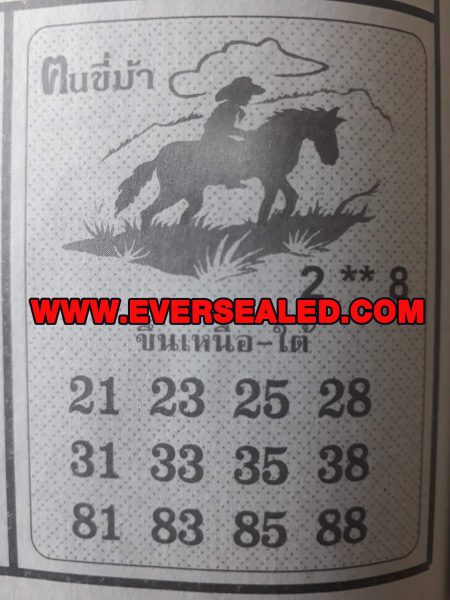 คนขี่ม้า
2 ** 8
WWW.EVERSEALED.COM
ขึ้นเหนือ-ใต้
21 23 25 28
31 33 35 38
81 83 85 88